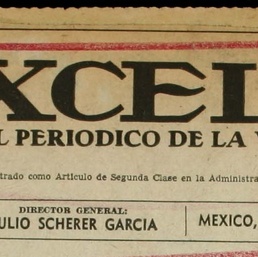 XCEL
L PERIODICO DE LA V
trado como Articulo de Segunda Clase en la Administra
DIRECTOR GENERAL:
ULIO SCHERER GARCIA
MEXICO,